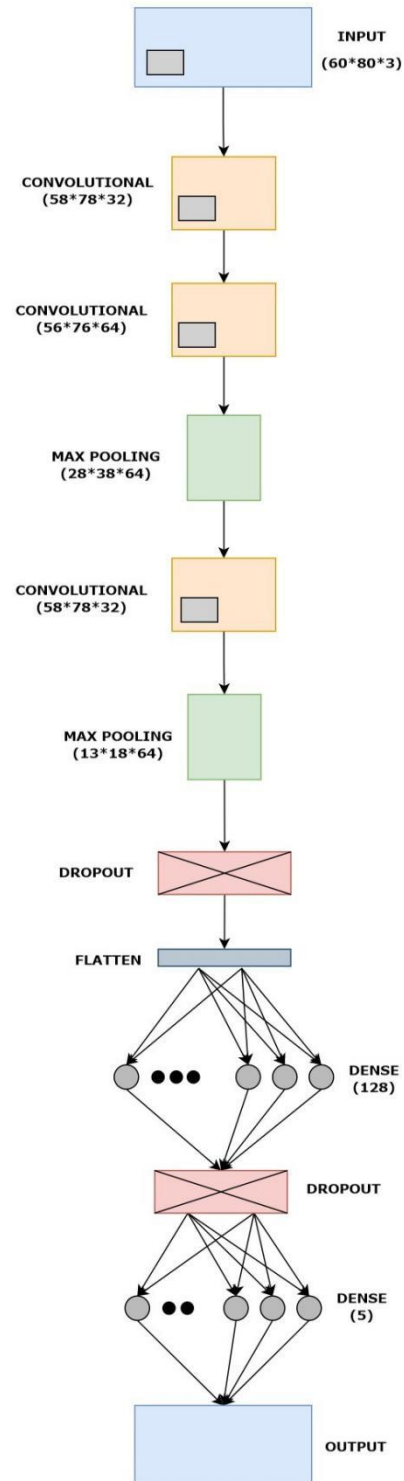 INPUT
(60*80*3)
CONVOLUTIONAL
(58*78*32)
CONVOLUTIONAL
(56*76*64)
MAX POOLING
(28*38*64)
CONVOLUTIONAL
(58*78*32)
MAX POOLING
(13*18*64)
DROPOUT
FLATTEN
DENSE
(128)
DROPOUT
DENSE
(5)
OUTPUT